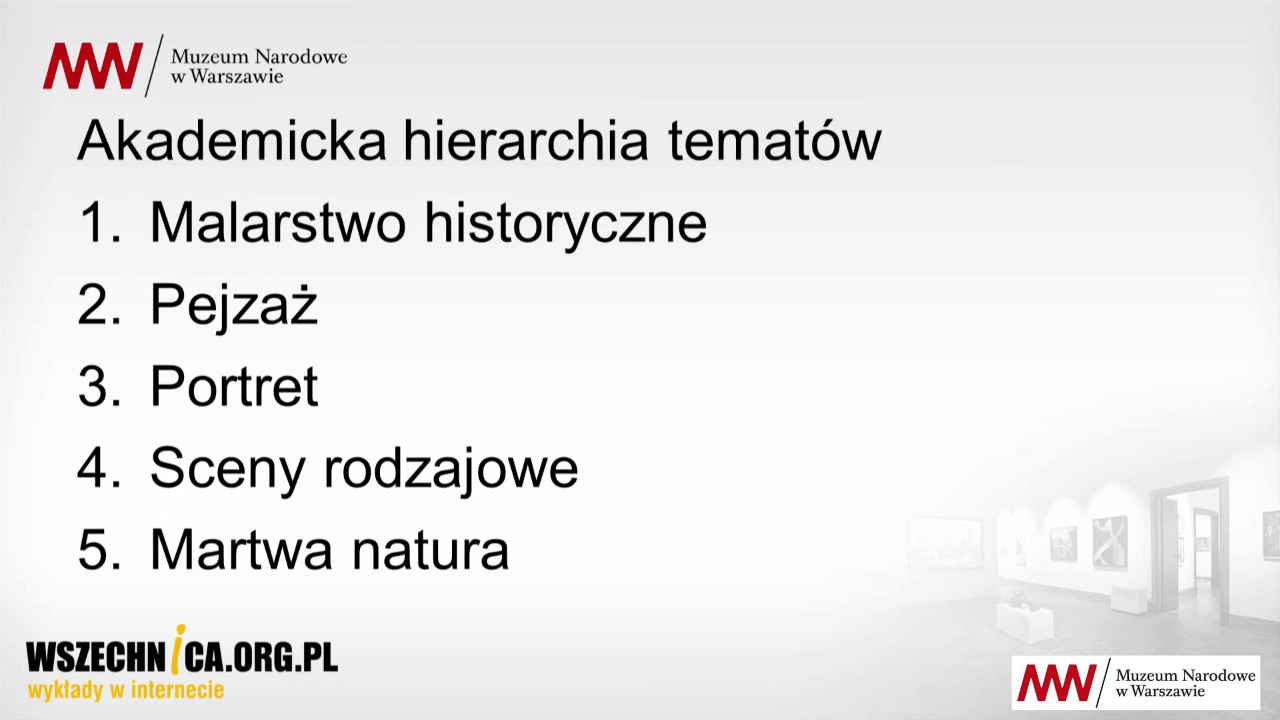 MNW
Muzeum Narodowe
w Warszawie
Akademicka hierarchia tematów
1. Malarstwo historyczne
2. Pejzaż
3. Portret
4. Sceny rodzajowe
5. Martwa natura
WSZECHNiCA.ORG.PL
wykłady w internecie
MNW
Muzeum Narodowe
w Warszawie